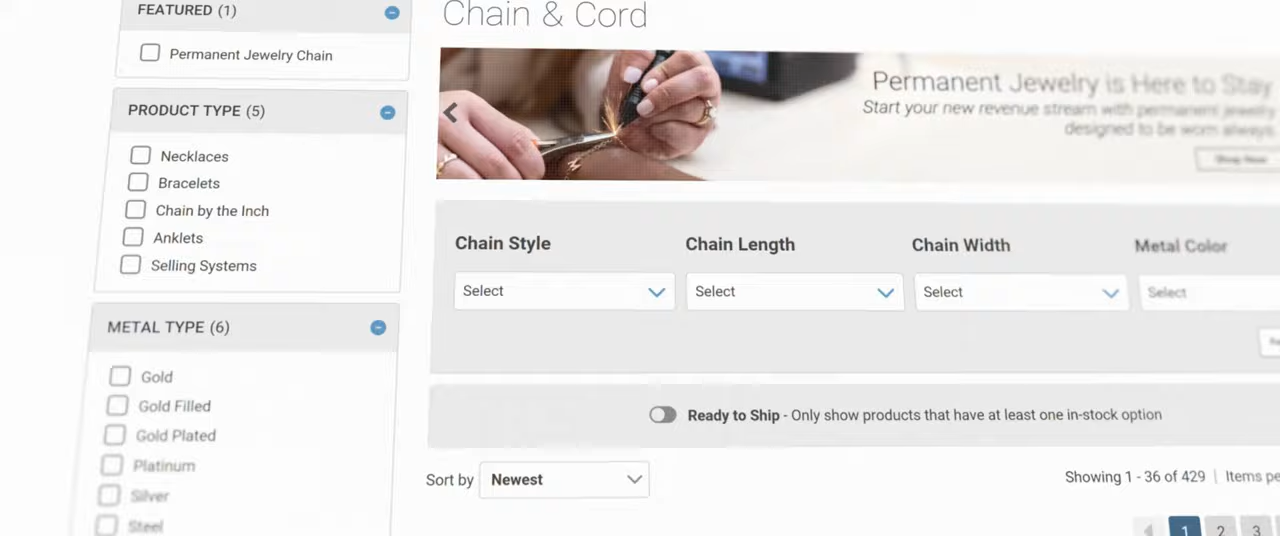 FEATURED (1)
Permanent Jewelry Chain
PRODUCT TYPE (5)
Necklaces
Bracelets
Chain by the Inch
Anklets
Selling Systems
METAL TYPE (6)
Gold
Gold Filled
Gold Plated
Platinum
Silver
Steel
Chain & Cord
Permanent Jewelry is Here to Stay
Start your new revenue stream with permanent jewelry
designed to be worn always.
Shop Now
Chain Style
Chain Length
Chain Width
Metal Color
Select
Select
Select
Select
Ready to Ship - Only show products that have at least one in-stock option
Sort by
Newest
Showing 1 - 36 of 429 | Items
1
2
3